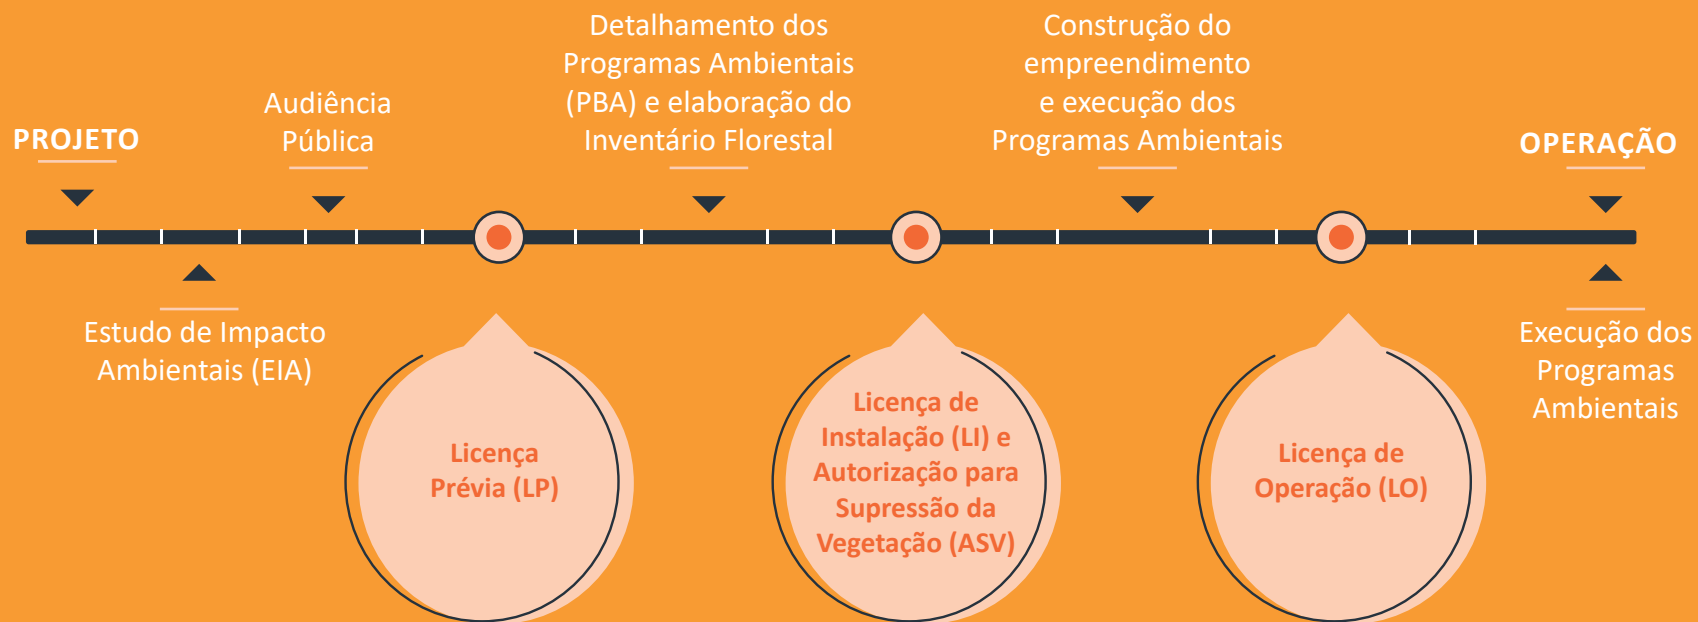 PROJETO
Estudo de Impacto
Ambientais (EIA)
Audiência
Pública
Licença
Prévia (LP)
Detalhamento dos
Programas Ambientais
(PBA) e elaboração do
Inventário Florestal
Licença de
Instalação (LI) e
Autorização para
Supressão da
Vegetação (ASV)
Construção do
empreendimento
e execução dos
Programas Ambientais
Licença de
Operação (LO)
OPERAÇÃO
Execução dos
Programas
Ambientais